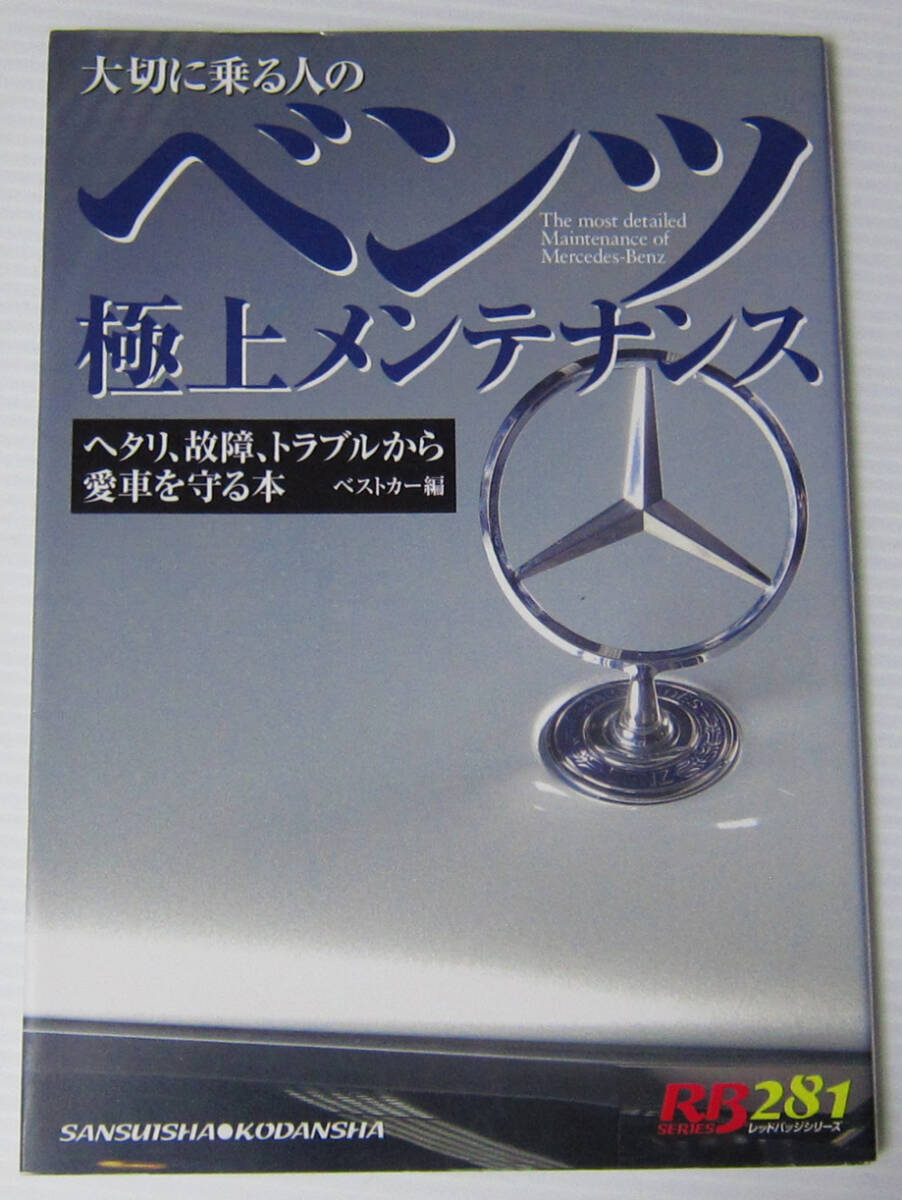 大切に乗る人の
ベンツ
The most detailed
Maintenance of
Mercedes-Benz
極上メンテナンス
ヘタリ、故障、トラブルから
愛車を守る本 ベストカー編
SANSUISHA●KODANSHA
RB281
SERIES レッドバッジシリーズ